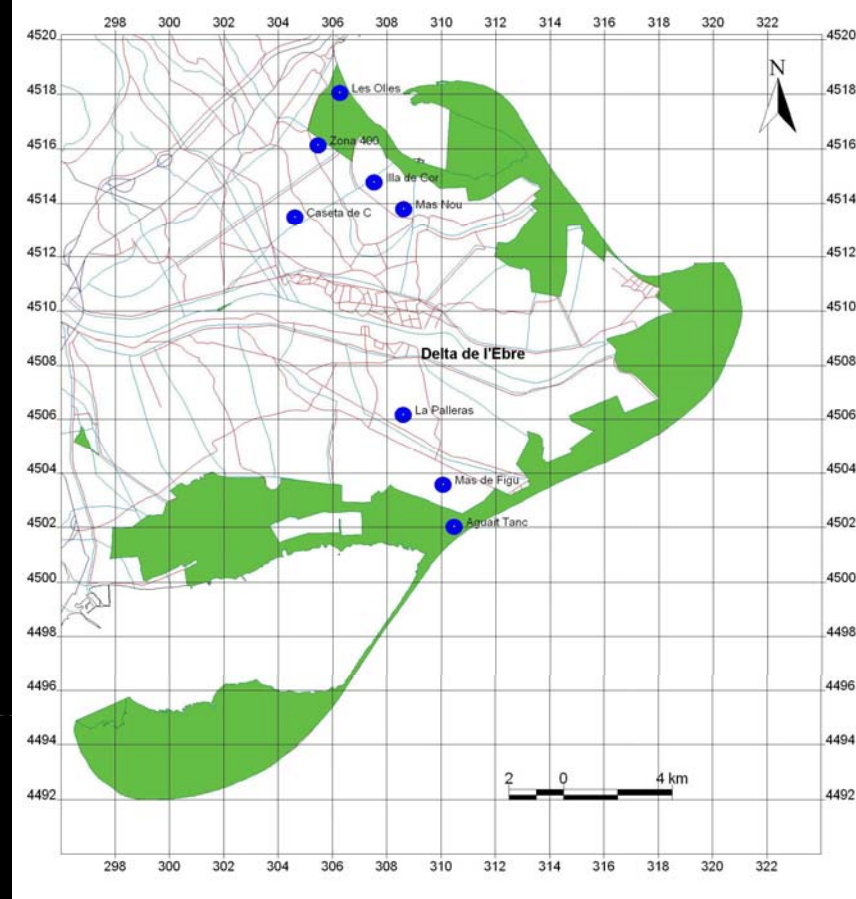 298 300 302 304 306 308 310 312 314 316 318 320 322
4520 4520
N
4518 Les Olles 4518
4516 Zona 400 4516
Illa de Cor
4514 Mas Nou 4514
Caseta de C
4512 4512
4510 4510
4508 Delta de l'Ebre 4508
4506 La Palleras 4506
4504 Mas de Figu 4504
4502 Aguait Tanc 4502
4500 4500
4498 4498
4496 4496
4494 4494
2 0 4 km
4492 4492
298 300 302 304 306 308 310 312 314 316 318 320 322